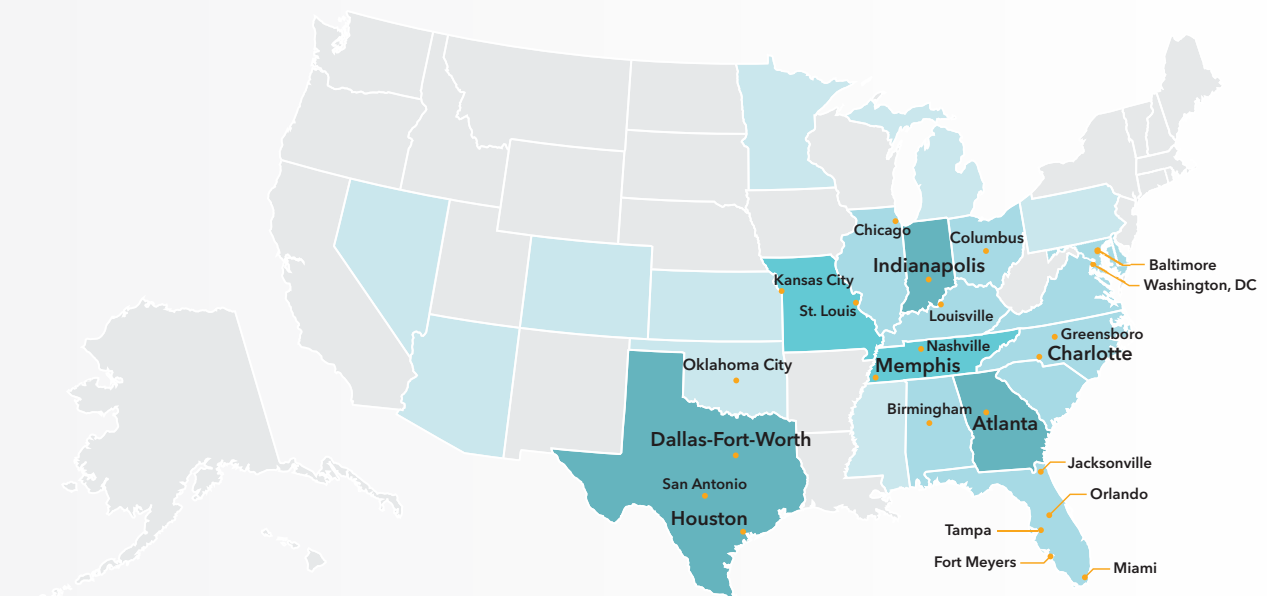 Chicago
Columbus
Indianapolis
Baltimore
Kansas City
Washington, DC
St. Louis
Louisville
Greensboro
Nashville
Charlotte
Oklahoma City
Memphis
Birmingham
Atlanta
Dallas-Fort-Worth
Jacksonville
San Antonio
Orlando
Houston
Tampa
Fort Meyers
Miami